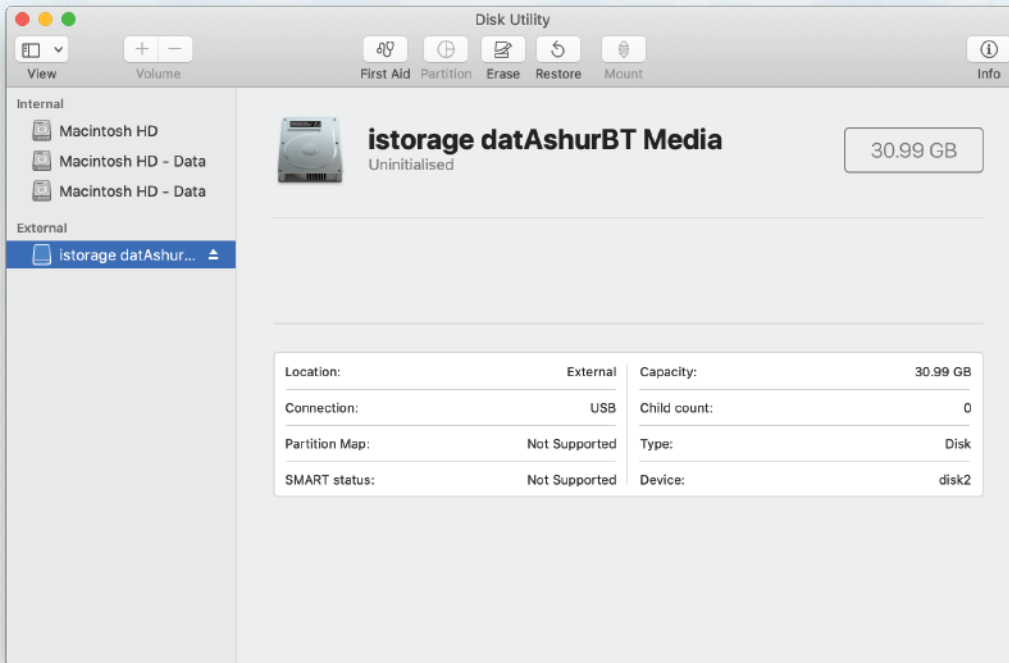 Disk Utility
View
Volume
First Aid Partition Erase Restore Mount
Info
Internal
Macintosh HD
Macintosh HD - Data
Macintosh HD - Data
External
istorage datAshur...
istorage datAshurBT Media
Uninitialised
30.99 GB
Location: External Capacity: 30.99 GB
Connection: USB Child count: 0
Partition Map: Not Supported Type: Disk
SMART status: Not Supported Device: disk2